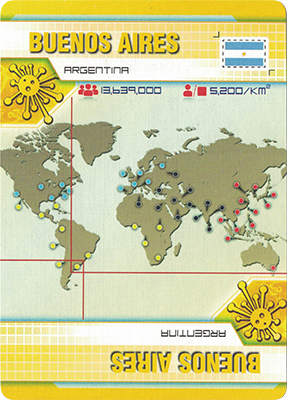 BUENOS AIRES
ARGENTINA
13,639,000 5,200/KM²
ARGENTINA
BUENOS AIRES